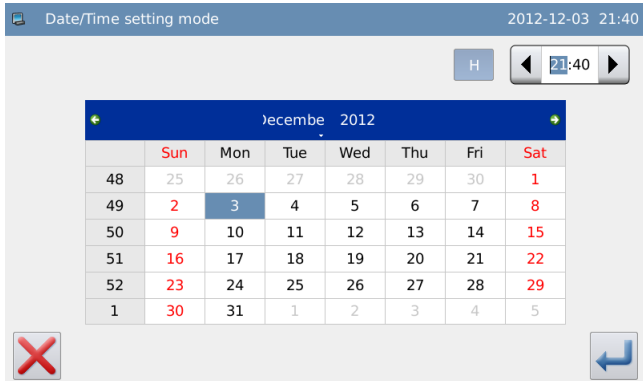 Date/Time setting mode 2012-12-03 21:40
H 21:40
ecembe 2012
Sun Mon Tue Wed Thu Fri Sat
48 25 26 27 28 29 30 1
49 2 3 4 5 6 7 8
50 9 10 11 12 13 14 15
51 16 17 18 19 20 21 22
52 23 24 25 26 27 28 29
1 30 31 1 2 3 4 5